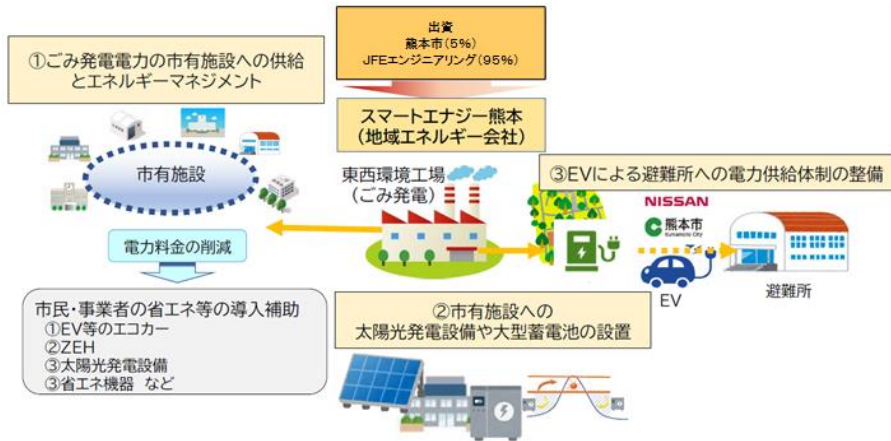 出資
熊本市(5%)
JFEエンジニアリング(95%)
①ごみ発電電力の市有施設への供給
とエネルギーマネジメント
スマートエナジー熊本
(地域エネルギー会社)
市有施設
東西環境工場
(ごみ発電)
③EVによる避難所への電力供給体制の整備
NISSAN
熊本市
Kumamoto City
EV
避難所
電力料金の削減
市民・事業者の省エネ等の導入補助
①EV等のエコカー
②ZEH
③太陽光発電設備
③省エネ機器 など
②市有施設への
太陽光発電設備や大型蓄電池の設置